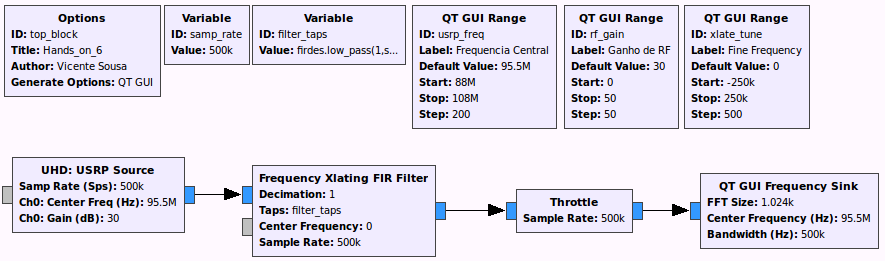 Options
ID: top_block
Title: Hands_on_6
Author: Vicente Sousa
Generate Options: QT GUI
Variable
ID: samp_rate
Value: 500k
Variable
ID: filter_taps
Value: firdes.low_pass(1,s...
QT GUI Range
ID: usrp_freq
Label: Frequencia Central
Default Value: 95.5M
Start: 88M
Stop: 108M
Step: 200
QT GUI Range
ID: rf_gain
Label: Ganho de RF
Default Value: 30
Start: 0
Stop: 50
Step: 50
QT GUI Range
ID: xlate_tune
Label: Fine Frequency
Default Value: 0
Start: -250k
Stop: 250k
Step: 500
UHD: USRP Source
Samp Rate (Sps): 500k
Ch0: Center Freq (Hz): 95.5M
Ch0: Gain (dB): 30
Frequency Xlating FIR Filter
Decimation: 1
Taps: filter_taps
Center Frequency: 0
Sample Rate: 500k
Throttle
Sample Rate: 500k
QT GUI Frequency Sink
FFT Size: 1.024k
Center Frequency (Hz): 95.5M
Bandwidth (Hz): 500k